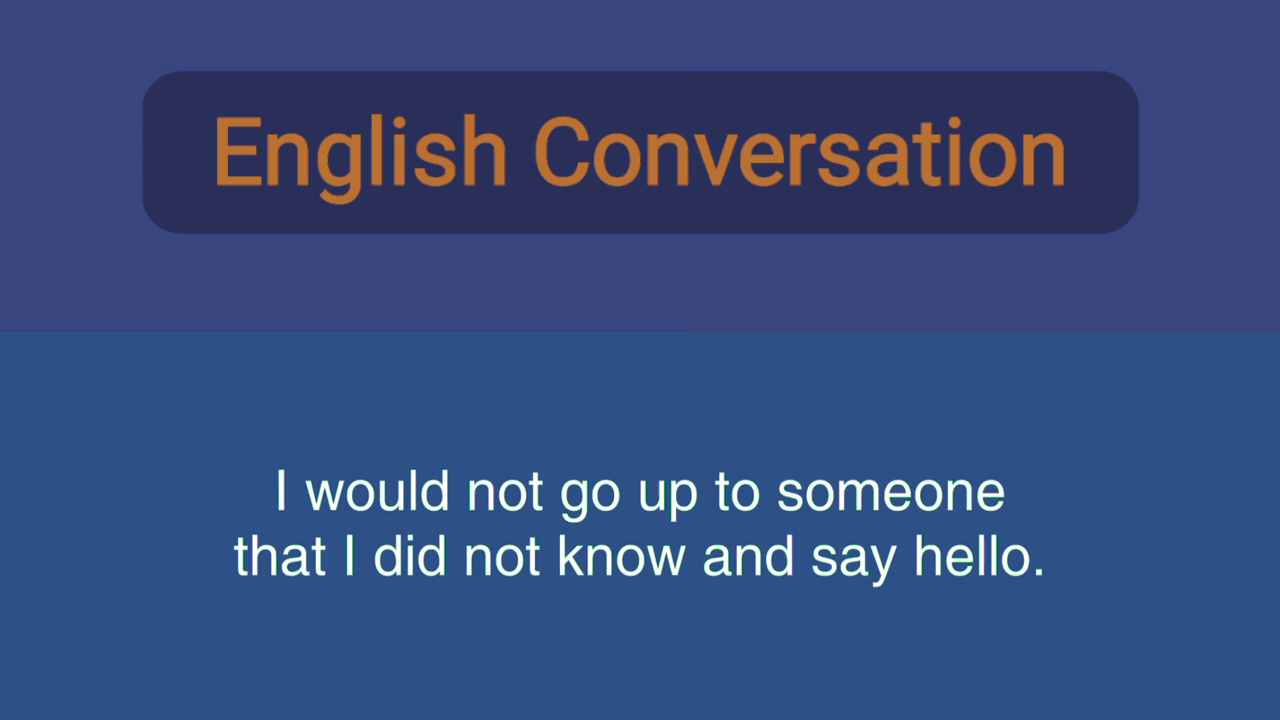 English Conversation
I would not go up to someone
that I did not know and say hello.